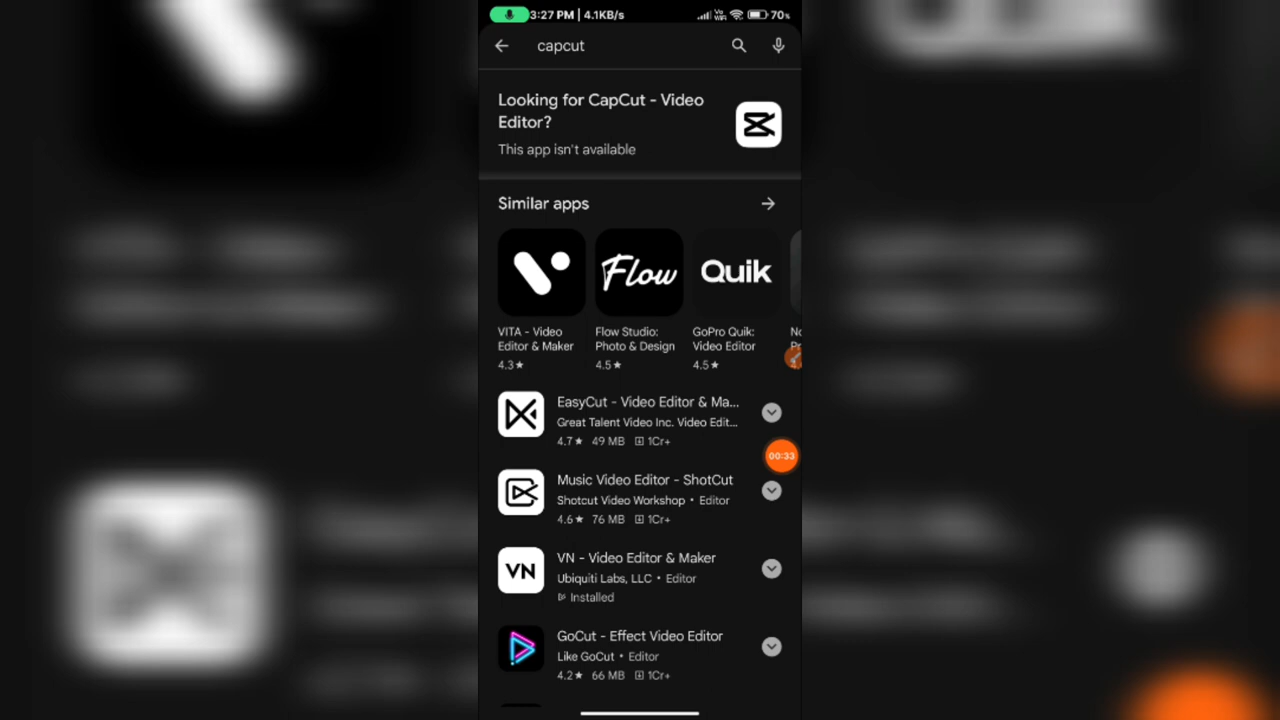 3:27 PM | 4.1KB/s
Vo
WiFi
70%
capcut
Looking for CapCut - Video
Editor?
This app isn't available
Similar apps
Flow
Quik
VITA - Video
Editor & Maker
4.3★
Flow Studio:
Photo & Design
4.5★
GoPro Quik:
Video Editor
4.5★
EasyCut - Video Editor & Ma...
Great Talent Video Inc. Video Edit...
4.7★ 49 MB 1Cr+
00:33
Music Video Editor - ShotCut
Shotcut Video Workshop • Editor
4.6★ 76 MB 1Cr+
VN
VN - Video Editor & Maker
Ubiquiti Labs, LLC • Editor
Installed
GoCut - Effect Video Editor
Like GoCut • Editor
4.2★ 66 MB 1Cr+